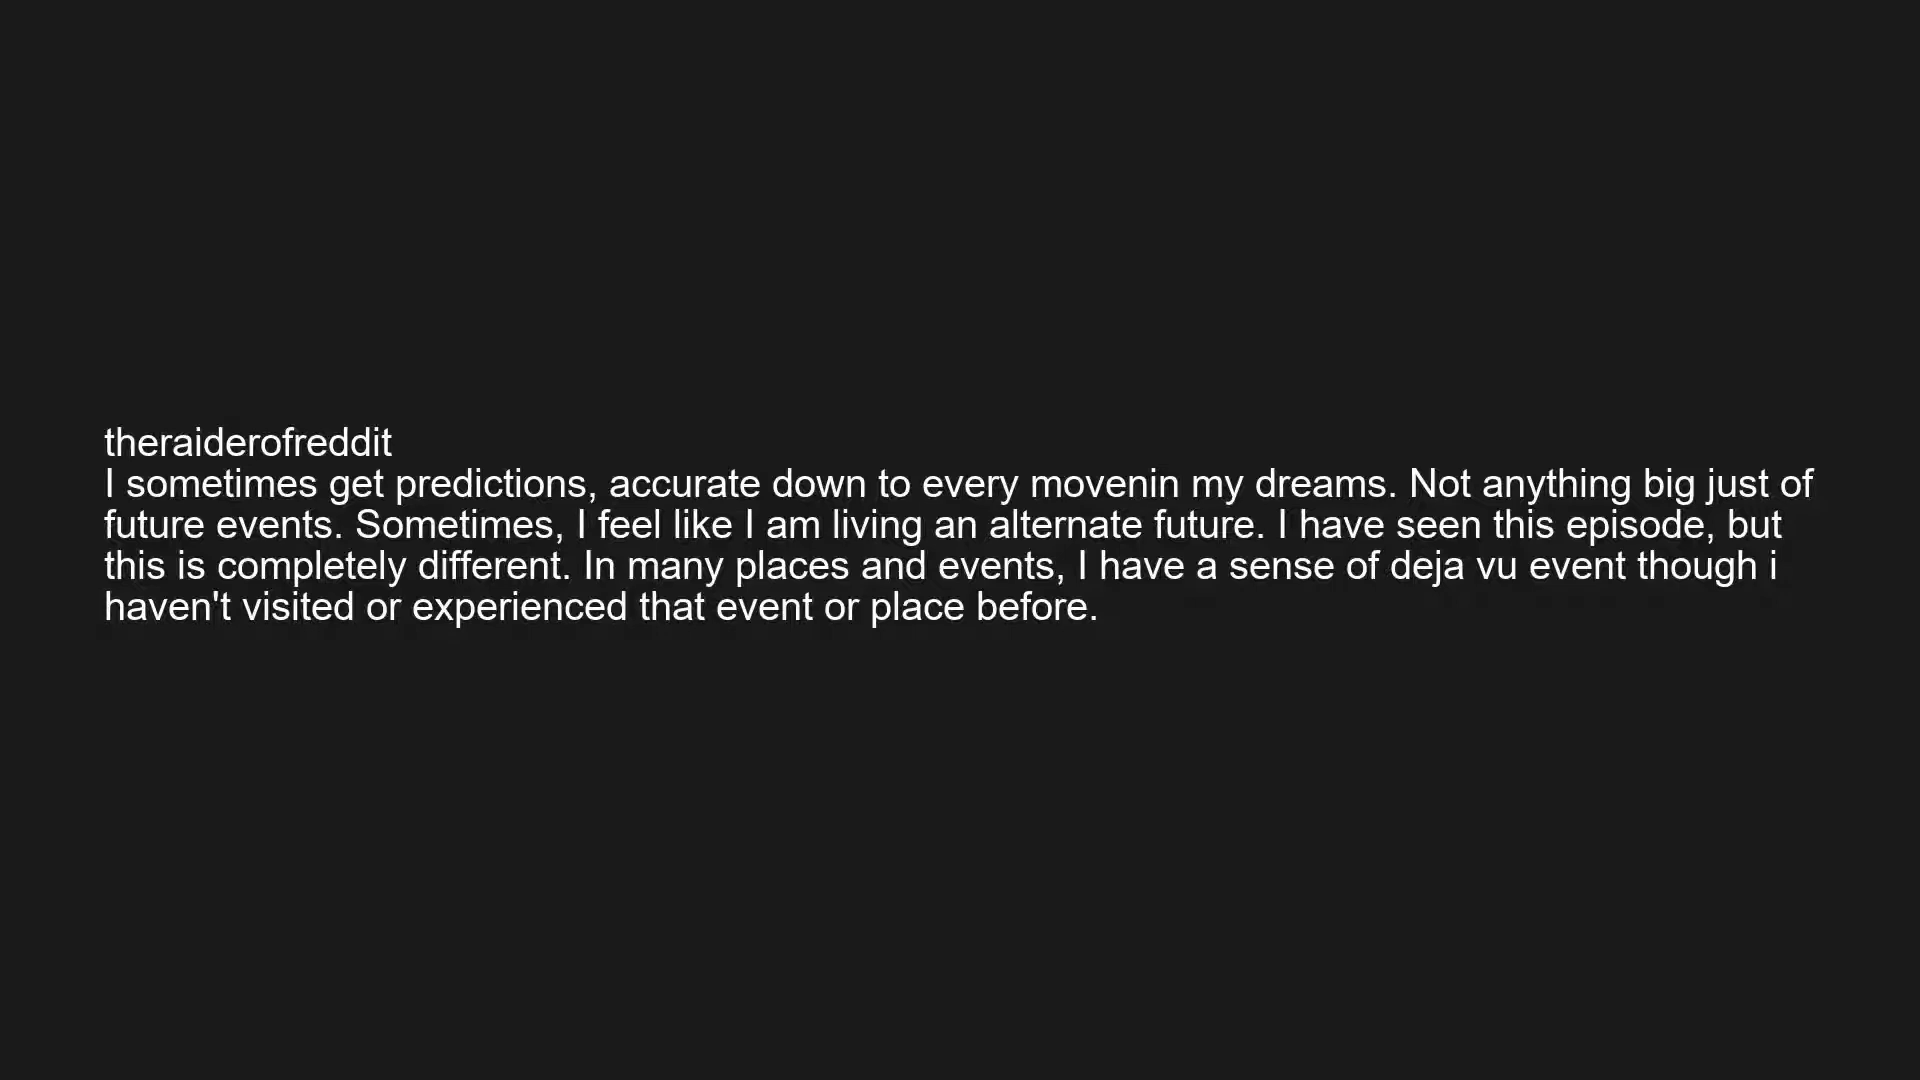 theraiderofreddit
I sometimes get predictions, accurate down to every movenin my dreams. Not anything big just of
future events. Sometimes, I feel like I am living an alternate future. I have seen this episode, but
this is completely different. In many places and events, I have a sense of deja vu event though i
haven't visited or experienced that event or place before.